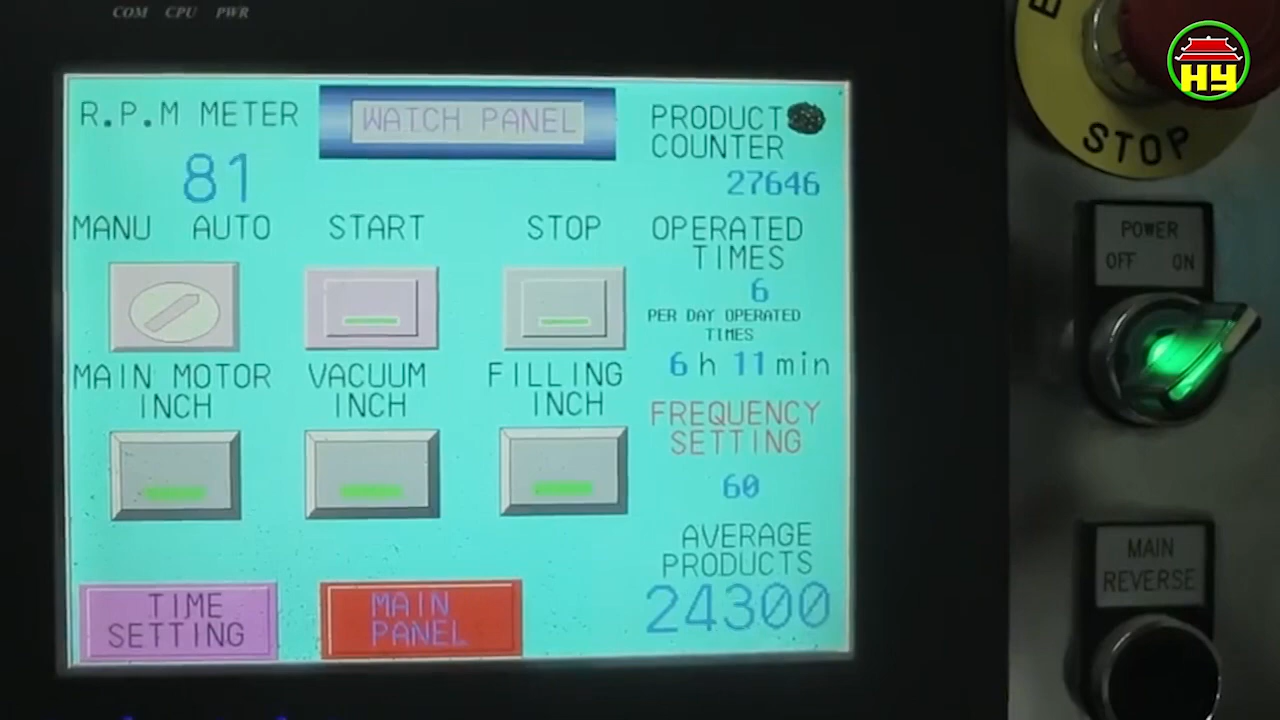 COM CPU PWR
R.P.M METER
81
WATCH PANEL
PRODUCT
COUNTER
27646
MANU AUTO
START
STOP
OPERATED
TIMES
6
PER DAY OPERATED
TIMES
6 h 11 min
MAIN MOTOR
INCH
VACUUM
INCH
FILLING
INCH
FREQUENCY
SETTING
60
AVERAGE
PRODUCTS
24300
TIME
SETTING
MAIN
PANEL
HY
STOP
POWER
OFF ON
MAIN
REVERSE